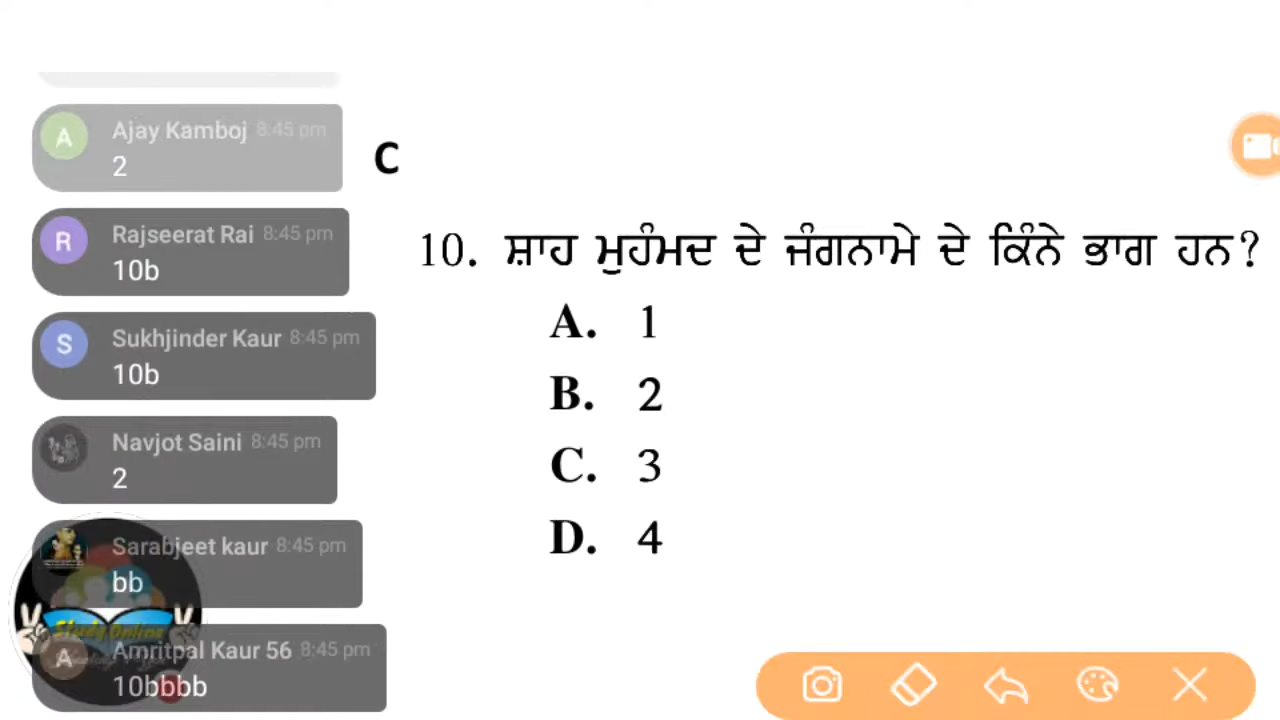 Ajay Kamboj 8:45 pm
2
C
Rajseerat Rai 8:45 pm
10b
Sukhjinder Kaur 8:45 pm
10b
Navjot Saini 8:45 pm
2
Sarabjeet kaur 8:45 pm
bb
Amritpal Kaur 56 8:45 pm
10bbbb
10. ਸ਼ਾਹ ਮੁਹੰਮਦ ਦੇ ਜੰਗਨਾਮੇ ਦੇ ਕਿੰਨੇ ਭਾਗ ਹਨ?
A. 1
B. 2
C. 3
D. 4
A
R
S
A
Study Online